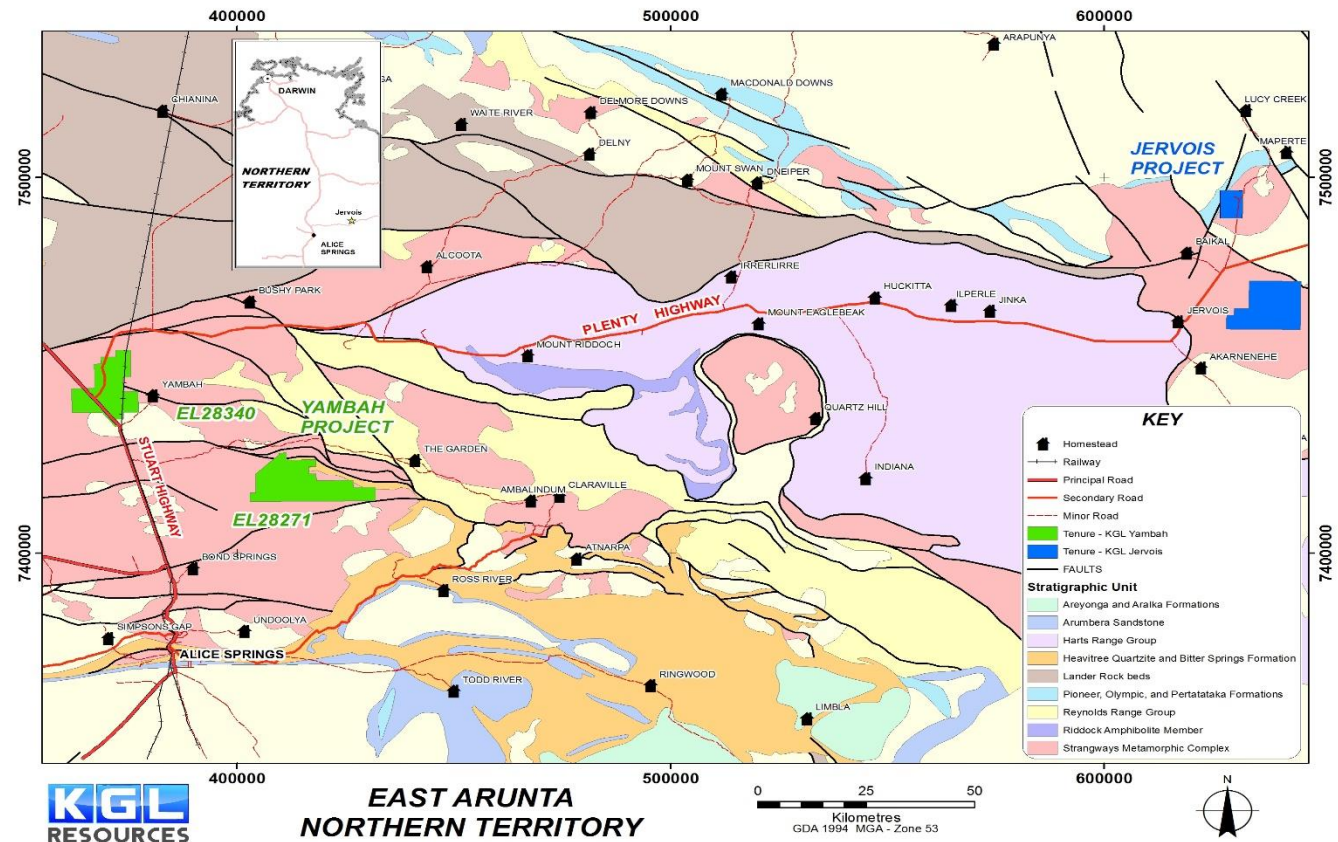 400000
500000
600000
7500000
7400000
7500000
7400000
400000
500000
600000
DARWIN
NORTHERN
TERRITORY
Jervois
ALICE
SPRINGS
GA
CHIANINA
WAITE RIVER
DELMORE DOWNS
DELNY
MACDONALD DOWNS
ARAPUNYA
MOUNT SWAN
DNEIPER
LUCY CREEK
MAPERTE
JERVOIS
PROJECT
BAIKAL
ALCOOTA
BUSHY PARK
IRRERLIRRE
HUCKITTA
ILPERLE
JINKA
PLENTY HIGHWAY
MOUNT EAGLEBEAK
JERVOIS
MOUNT RIDDOCH
AKARNENEHE
YAMBAH
EL28340
YAMBAH
PROJECT
QUARTZ HILL
STUART HIGHWAY
THE GARDEN
INDIANA
AMBALINDUM
CLARAVILLE
EL28271
BOND SPRINGS
ATNARPA
ROSS RIVER
SIMPSONS GAP
UNDOOLYA
ALICE SPRINGS
TODD RIVER
RINGWOOD
LIMBLA
KEY
Homestead
Railway
Principal Road
Secondary Road
Minor Road
Tenure - KGL Yambah
Tenure - KGL Jervois
FAULTS
Stratigraphic Unit
Areyonga and Aralka Formations
Arumbera Sandstone
Harts Range Group
Heavitree Quartzite and Bitter Springs Formation
Lander Rock beds
Pioneer, Olympic, and Pertatataka Formations
Reynolds Range Group
Riddock Amphibolite Member
Strangways Metamorphic Complex
KGL
RESOURCES
EAST ARUNTA
NORTHERN TERRITORY
0 25 50
Kilometres
GDA 1994 MGA - Zone 53
N